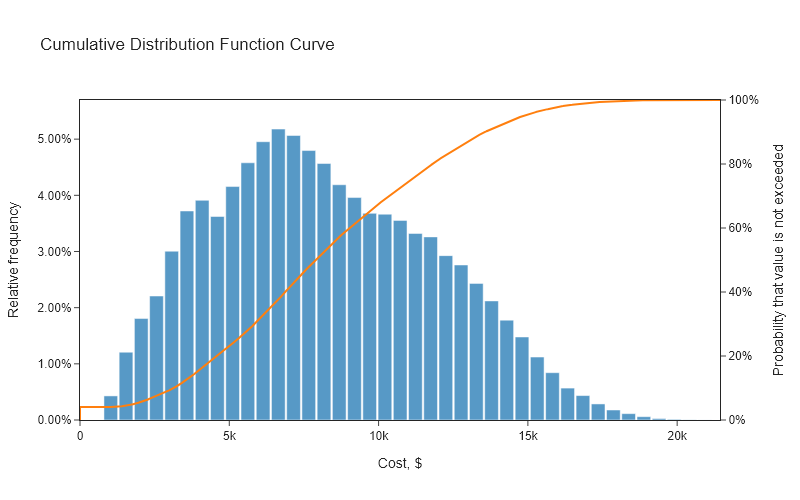 Cumulative Distribution Function Curve
100%
5.00%
80%
4.00%
60%
3.00%
40%
2.00%
20%
1.00%
0.00%
0%
0
5k
10k
15k
20k
Relative frequency
Probability that value is not exceeded
Cost, $